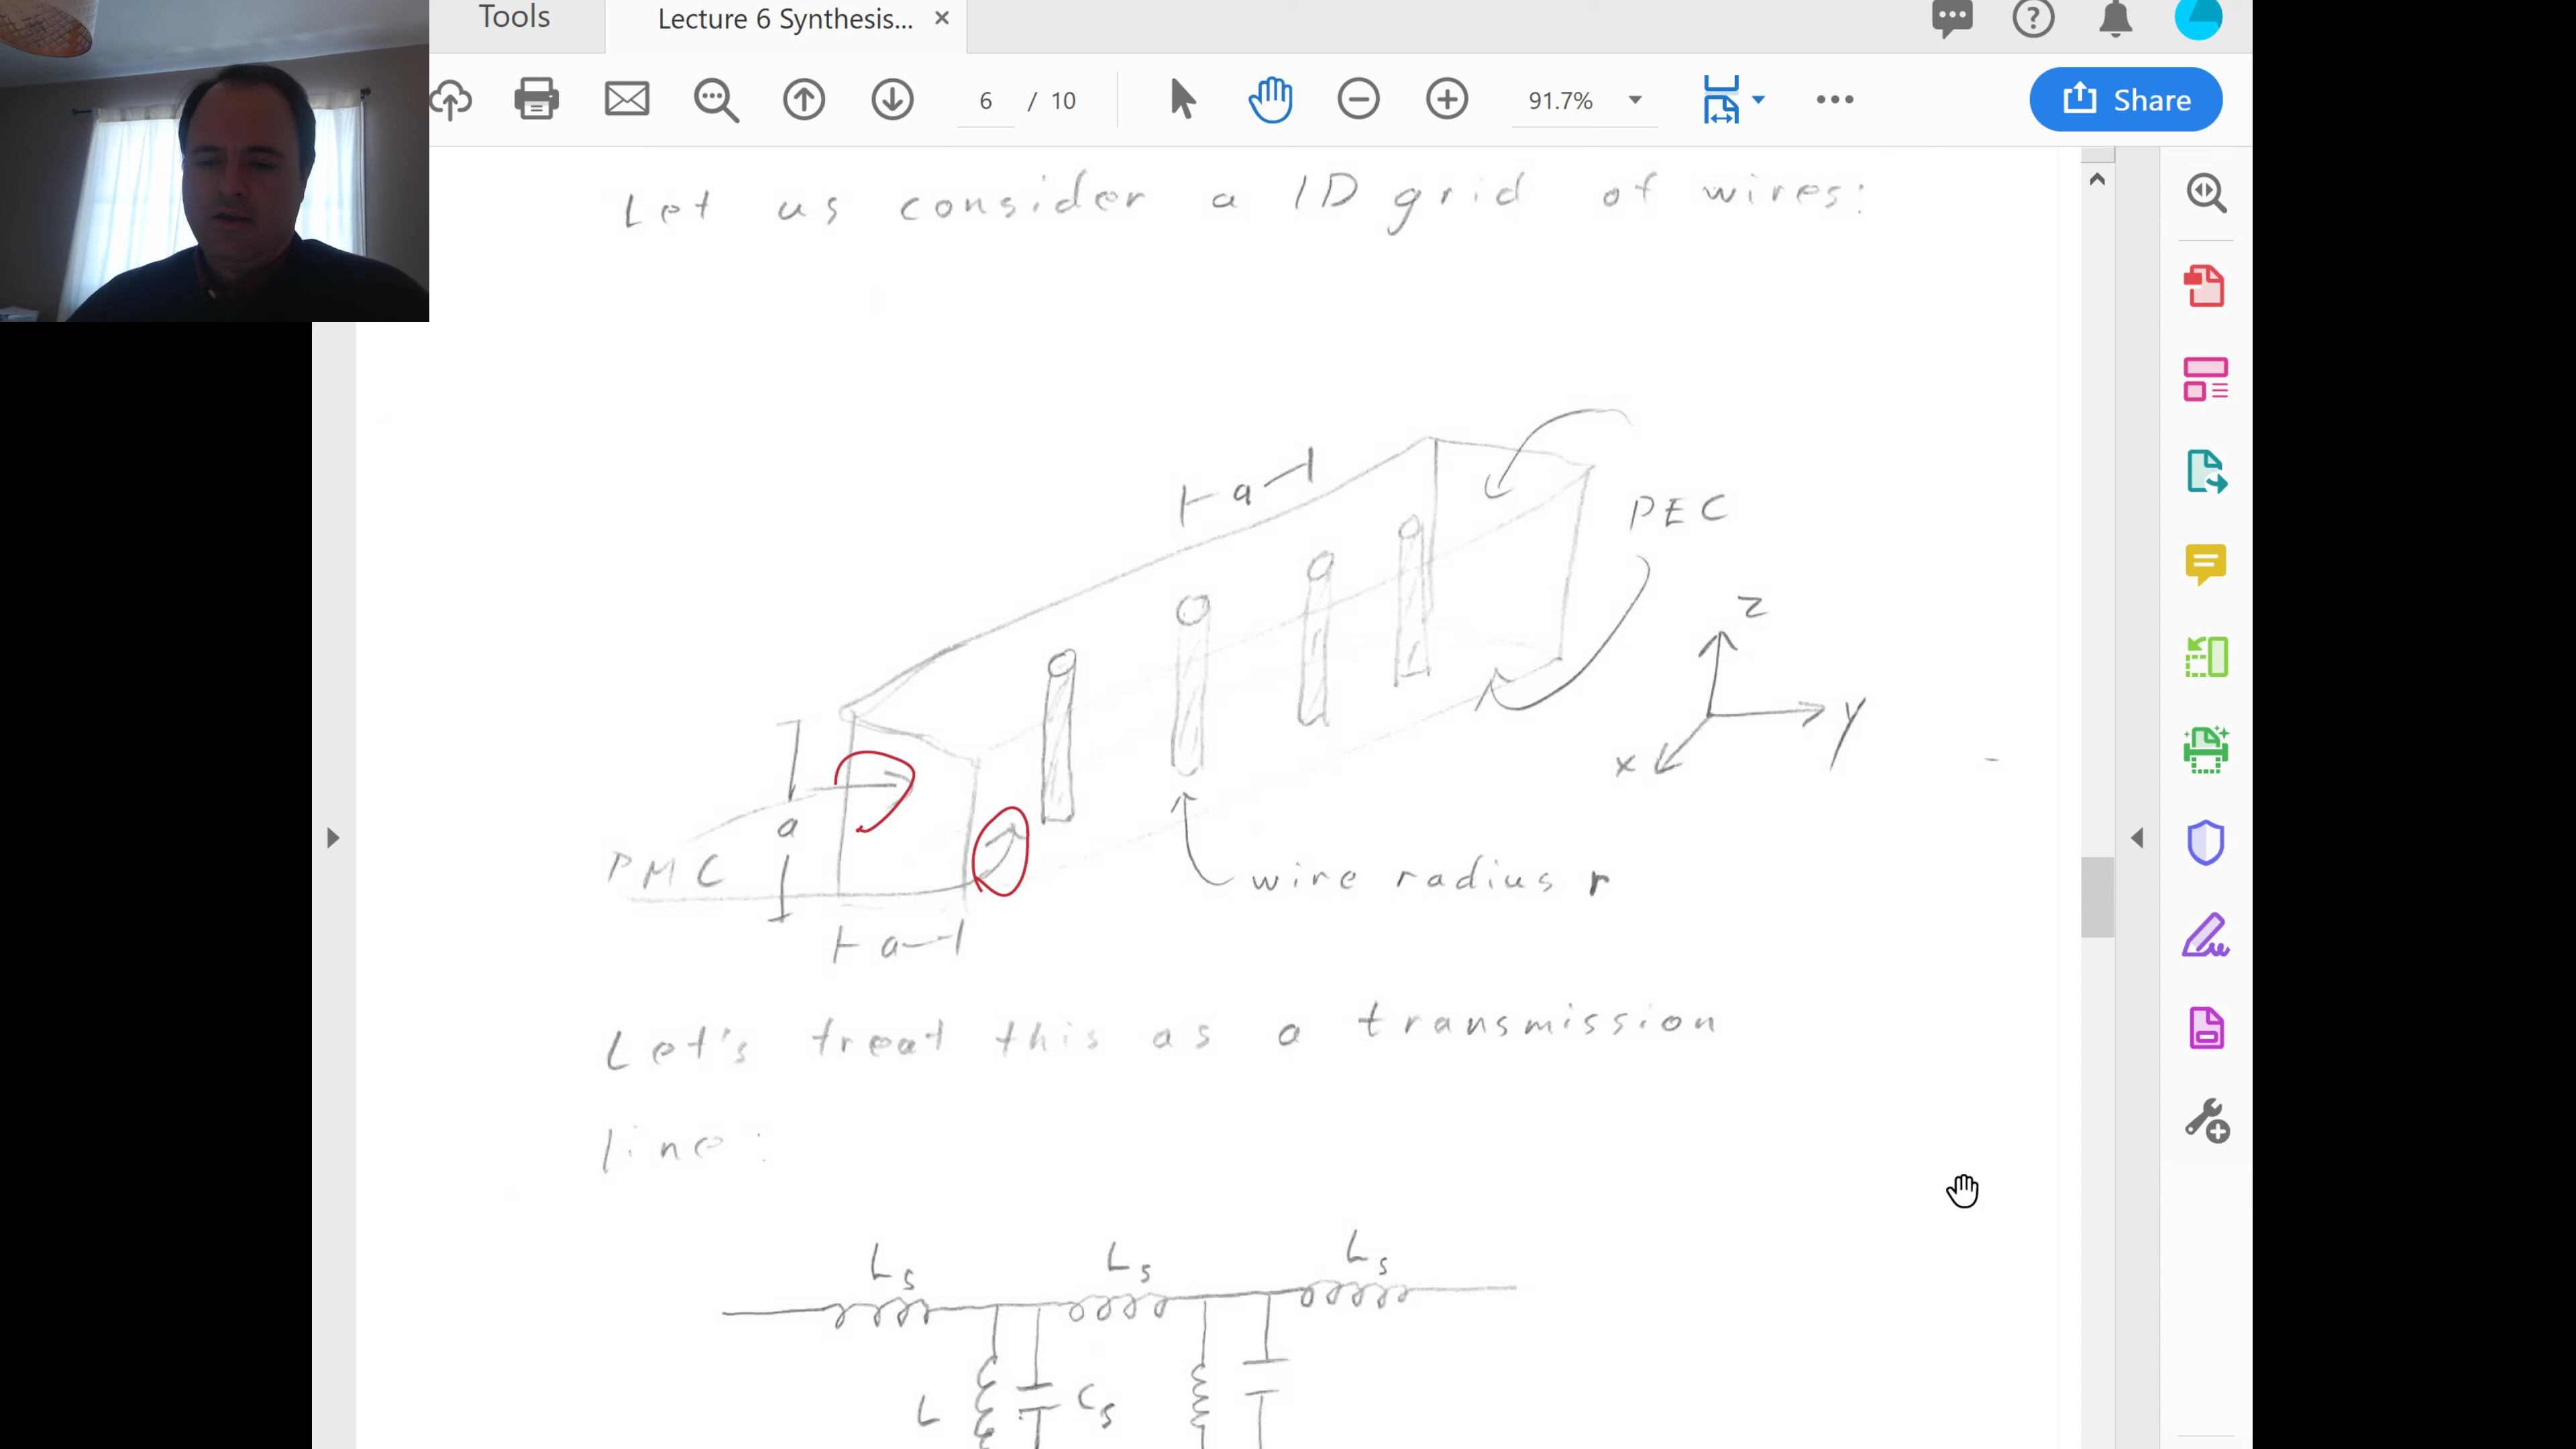 Tools
Lecture 6 Synthesis... ×
6 / 10
91.7%
Share
Let us consider a 1D grid of wires:
a
PEC
z
y
x
a
PMC
wire radius r
a
Let's treat this as a transmission
line:
Ls Ls Ls
L Cs